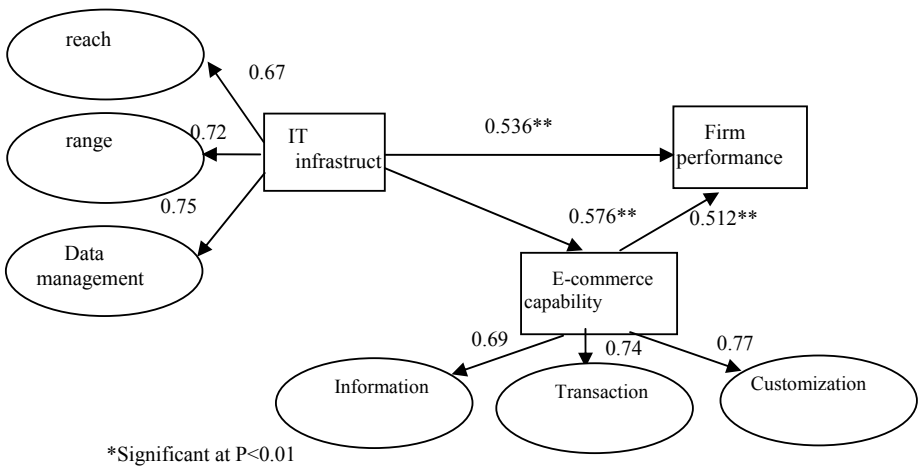 reach
0.67
range
0.72
IT
infrastruct
0.536**
Firm
performance
0.75
Data
management
0.576**
0.512**
E-commerce
capability
0.69
0.74
0.77
Information
Transaction
Customization
*Significant at P<0.01